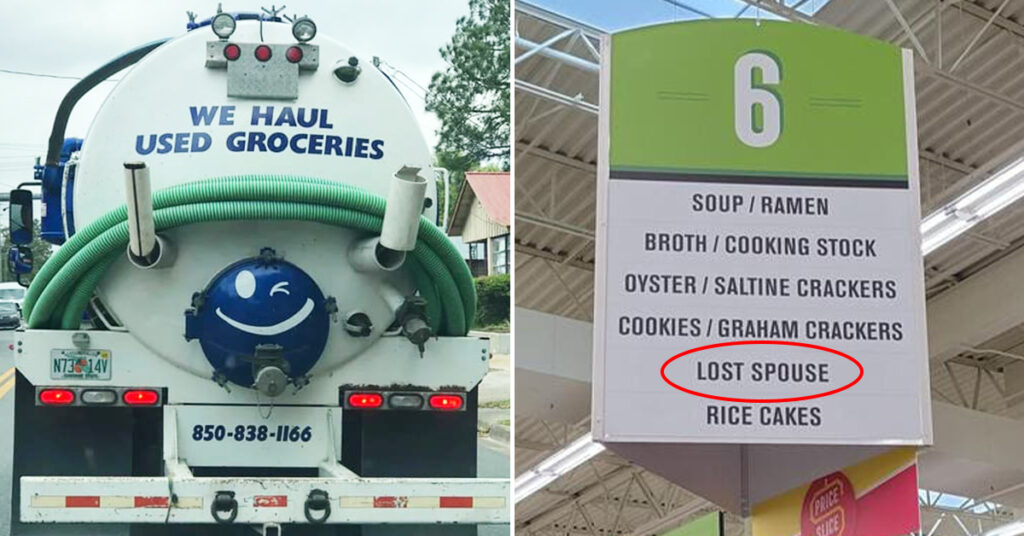 WE HAUL
USED GROCERIES
850-838-1166
6
SOUP / RAMEN
BROTH / COOKING STOCK
OYSTER / SALTINE CRACKERS
COOKIES / GRAHAM CRACKERS
LOST SPOUSE
RICE CAKES
PRICE
SLICE